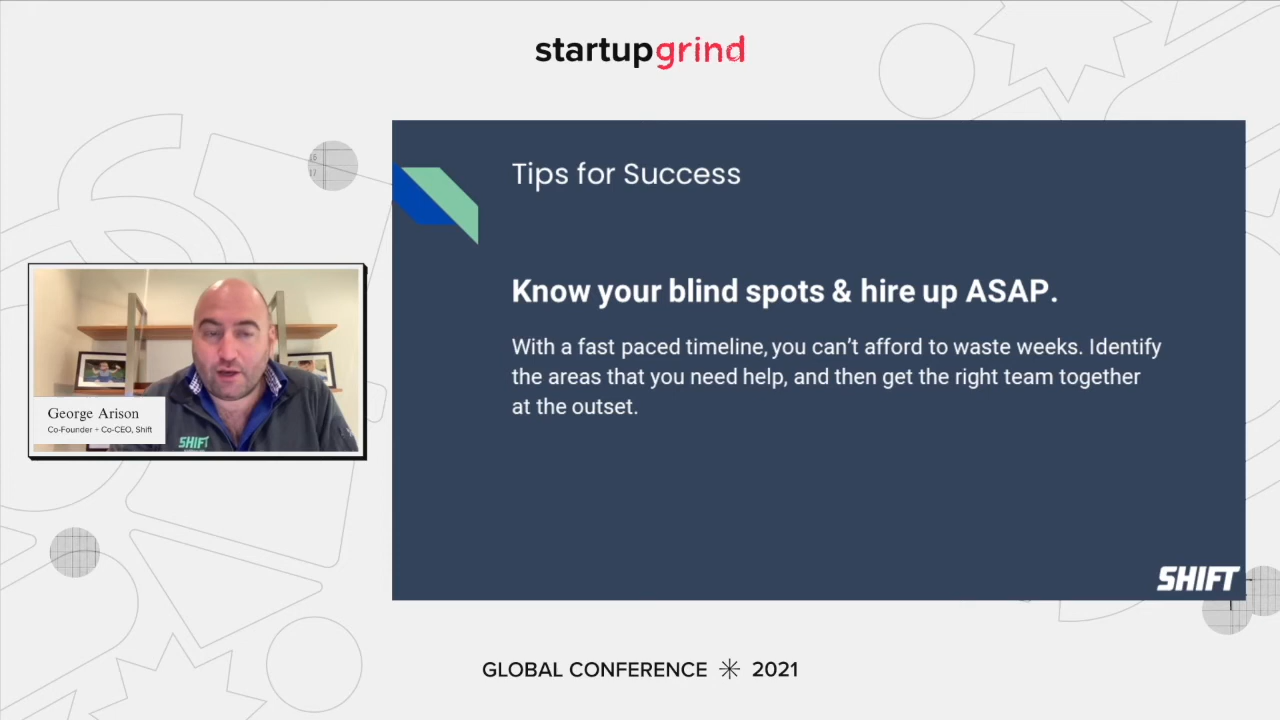 startupgrind
16
17
Tips for Success
Know your blind spots & hire up ASAP.
With a fast paced timeline, you can’t afford to waste weeks. Identify
the areas that you need help, and then get the right team together
at the outset.
George Arison
Co-Founder + Co-CEO, Shift
SHIFT
SHIFT
GLOBAL CONFERENCE 2021